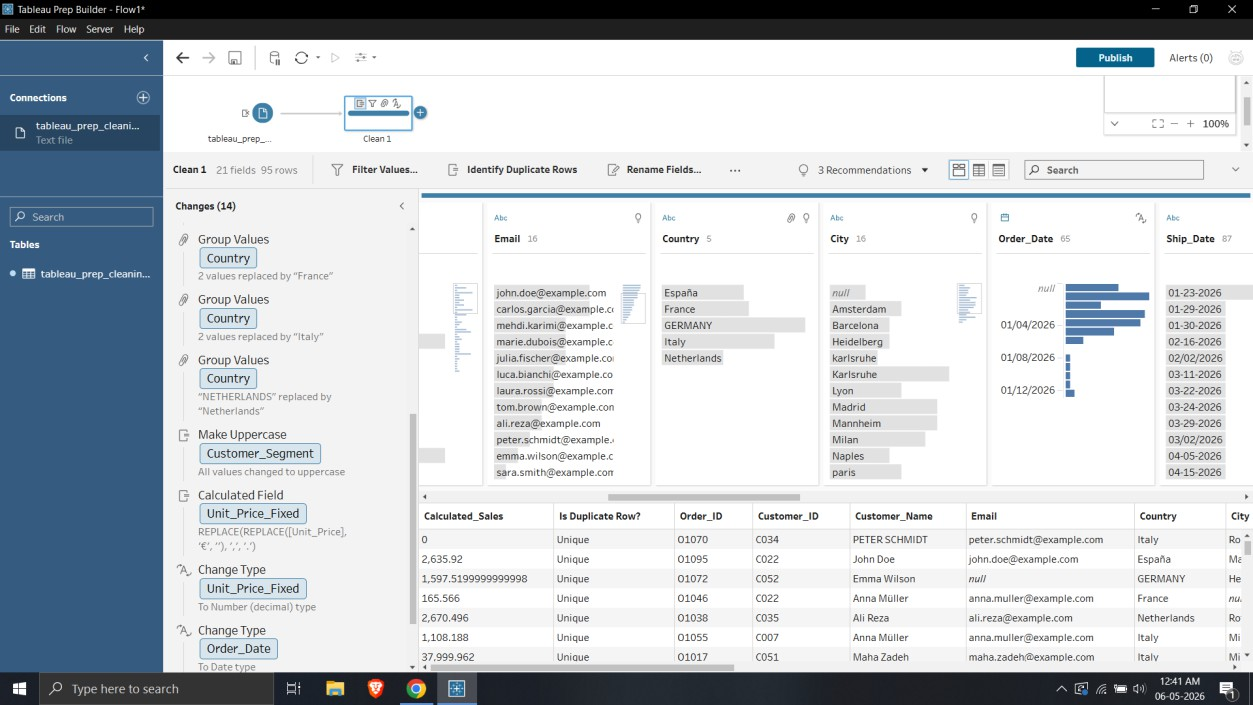 Tableau Prep Builder - Flow1*
File Edit Flow Server Help
Publish Alerts (0)
Connections
tableau_prep_cleani...
Text file
Search
Tables
tableau_prep_cleanin...
tableau_prep_...
Clean 1
100%
Clean 1 21 fields 95 rows Filter Values... Identify Duplicate Rows Rename Fields... ... 3 Recommendations Search
Changes (14)
Group Values
Country
2 values replaced by “France”
Group Values
Country
2 values replaced by “Italy”
Group Values
Country
“NETHERLANDS” replaced by
“Netherlands”
Make Uppercase
Customer_Segment
All values changed to uppercase
Calculated Field
Unit_Price_Fixed
REPLACE(REPLACE([Unit_Price],
‘€’, ‘’), ‘,’, ‘.’)
Change Type
Unit_Price_Fixed
To Number (decimal) type
Change Type
Order_Date
To Date type
Abc
Email 16
john.doe@example.com
carlos.garcia@example.cc
mehdi.karimi@example.c
marie.dubois@example.c
julia.fischer@example.co
luca.bianchi@example.co
laura.rossi@example.con
tom.brown@example.con
ali.reza@example.com
peter.schmidt@example.
emma.wilson@example.c
sara.smith@example.com
Abc
Country 5
España
France
GERMANY
Italy
Netherlands
Abc
City 16
null
Amsterdam
Barcelona
Heidelberg
karlsruhe
Karlsruhe
Lyon
Madrid
Mannheim
Milan
Naples
paris
Order_Date 65
null
01/04/2026
01/08/2026
01/12/2026
Abc
Ship_Date 87
01-23-2026
01-29-2026
01-30-2026
02-16-2026
02/02/2026
03-11-2026
03-22-2026
03-24-2026
03-29-2026
03/02/2026
04-05-2026
04-15-2026
Calculated_Sales Is Duplicate Row? Order_ID Customer_ID Customer_Name Email Country City
0 Unique O1070 C034 PETER SCHMIDT peter.schmidt@example.com Italy Ro
2,635.92 Unique O1095 C022 John Doe john.doe@example.com España Ma
1,597.5199999999998 Unique O1072 C052 Emma Wilson null GERMANY He
165.566 Unique O1046 C022 Anna Müller anna.muller@example.com France nu
2,670.496 Unique O1038 C035 Ali Reza ali.reza@example.com Netherlands Ro
1,108.188 Unique O1055 C007 Anna Müller anna.muller@example.com Italy Mi
37,999.962 Unique O1017 C051 Maha Zadeh maha.zadeh@example.com Italy Mi
Type here to search
12:41 AM
06-05-2026
1